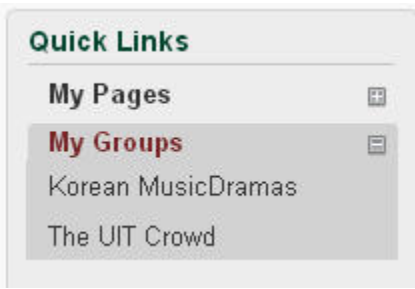 Quick Links
My Pages
My Groups
Korean MusicDramas
The UIT Crowd